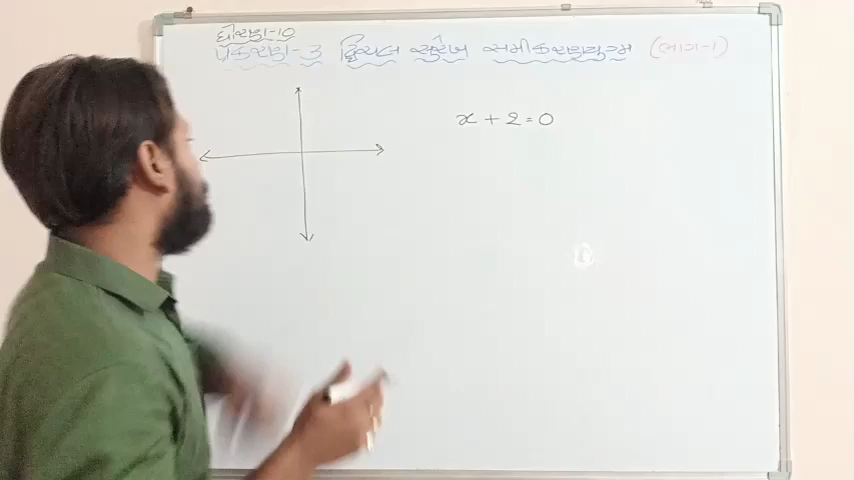 ધોરણ-10
પ્રકરણ-3 દ્વિચલ સુરેખ સમીકરણયુગ્મ (ભાગ-1)
x + 2 = 0